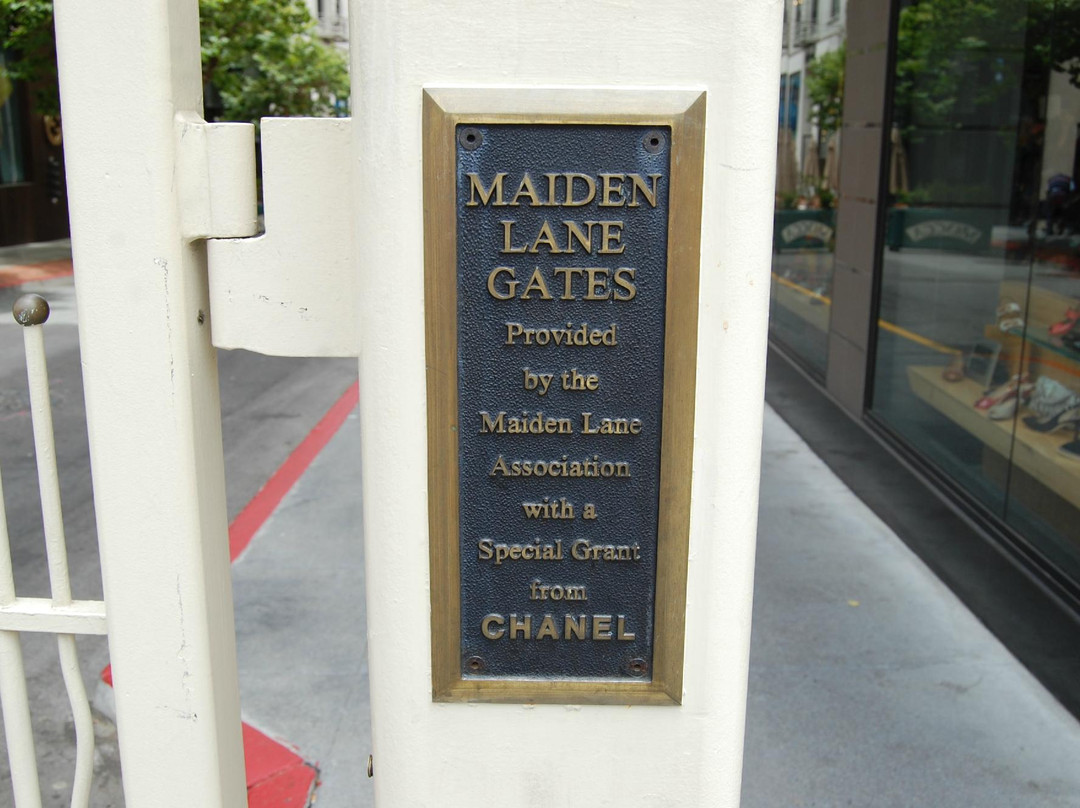 MAIDEN
LANE
GATES
Provided
by the
Maiden Lane
Association
with a
Special Grant
from
CHANEL